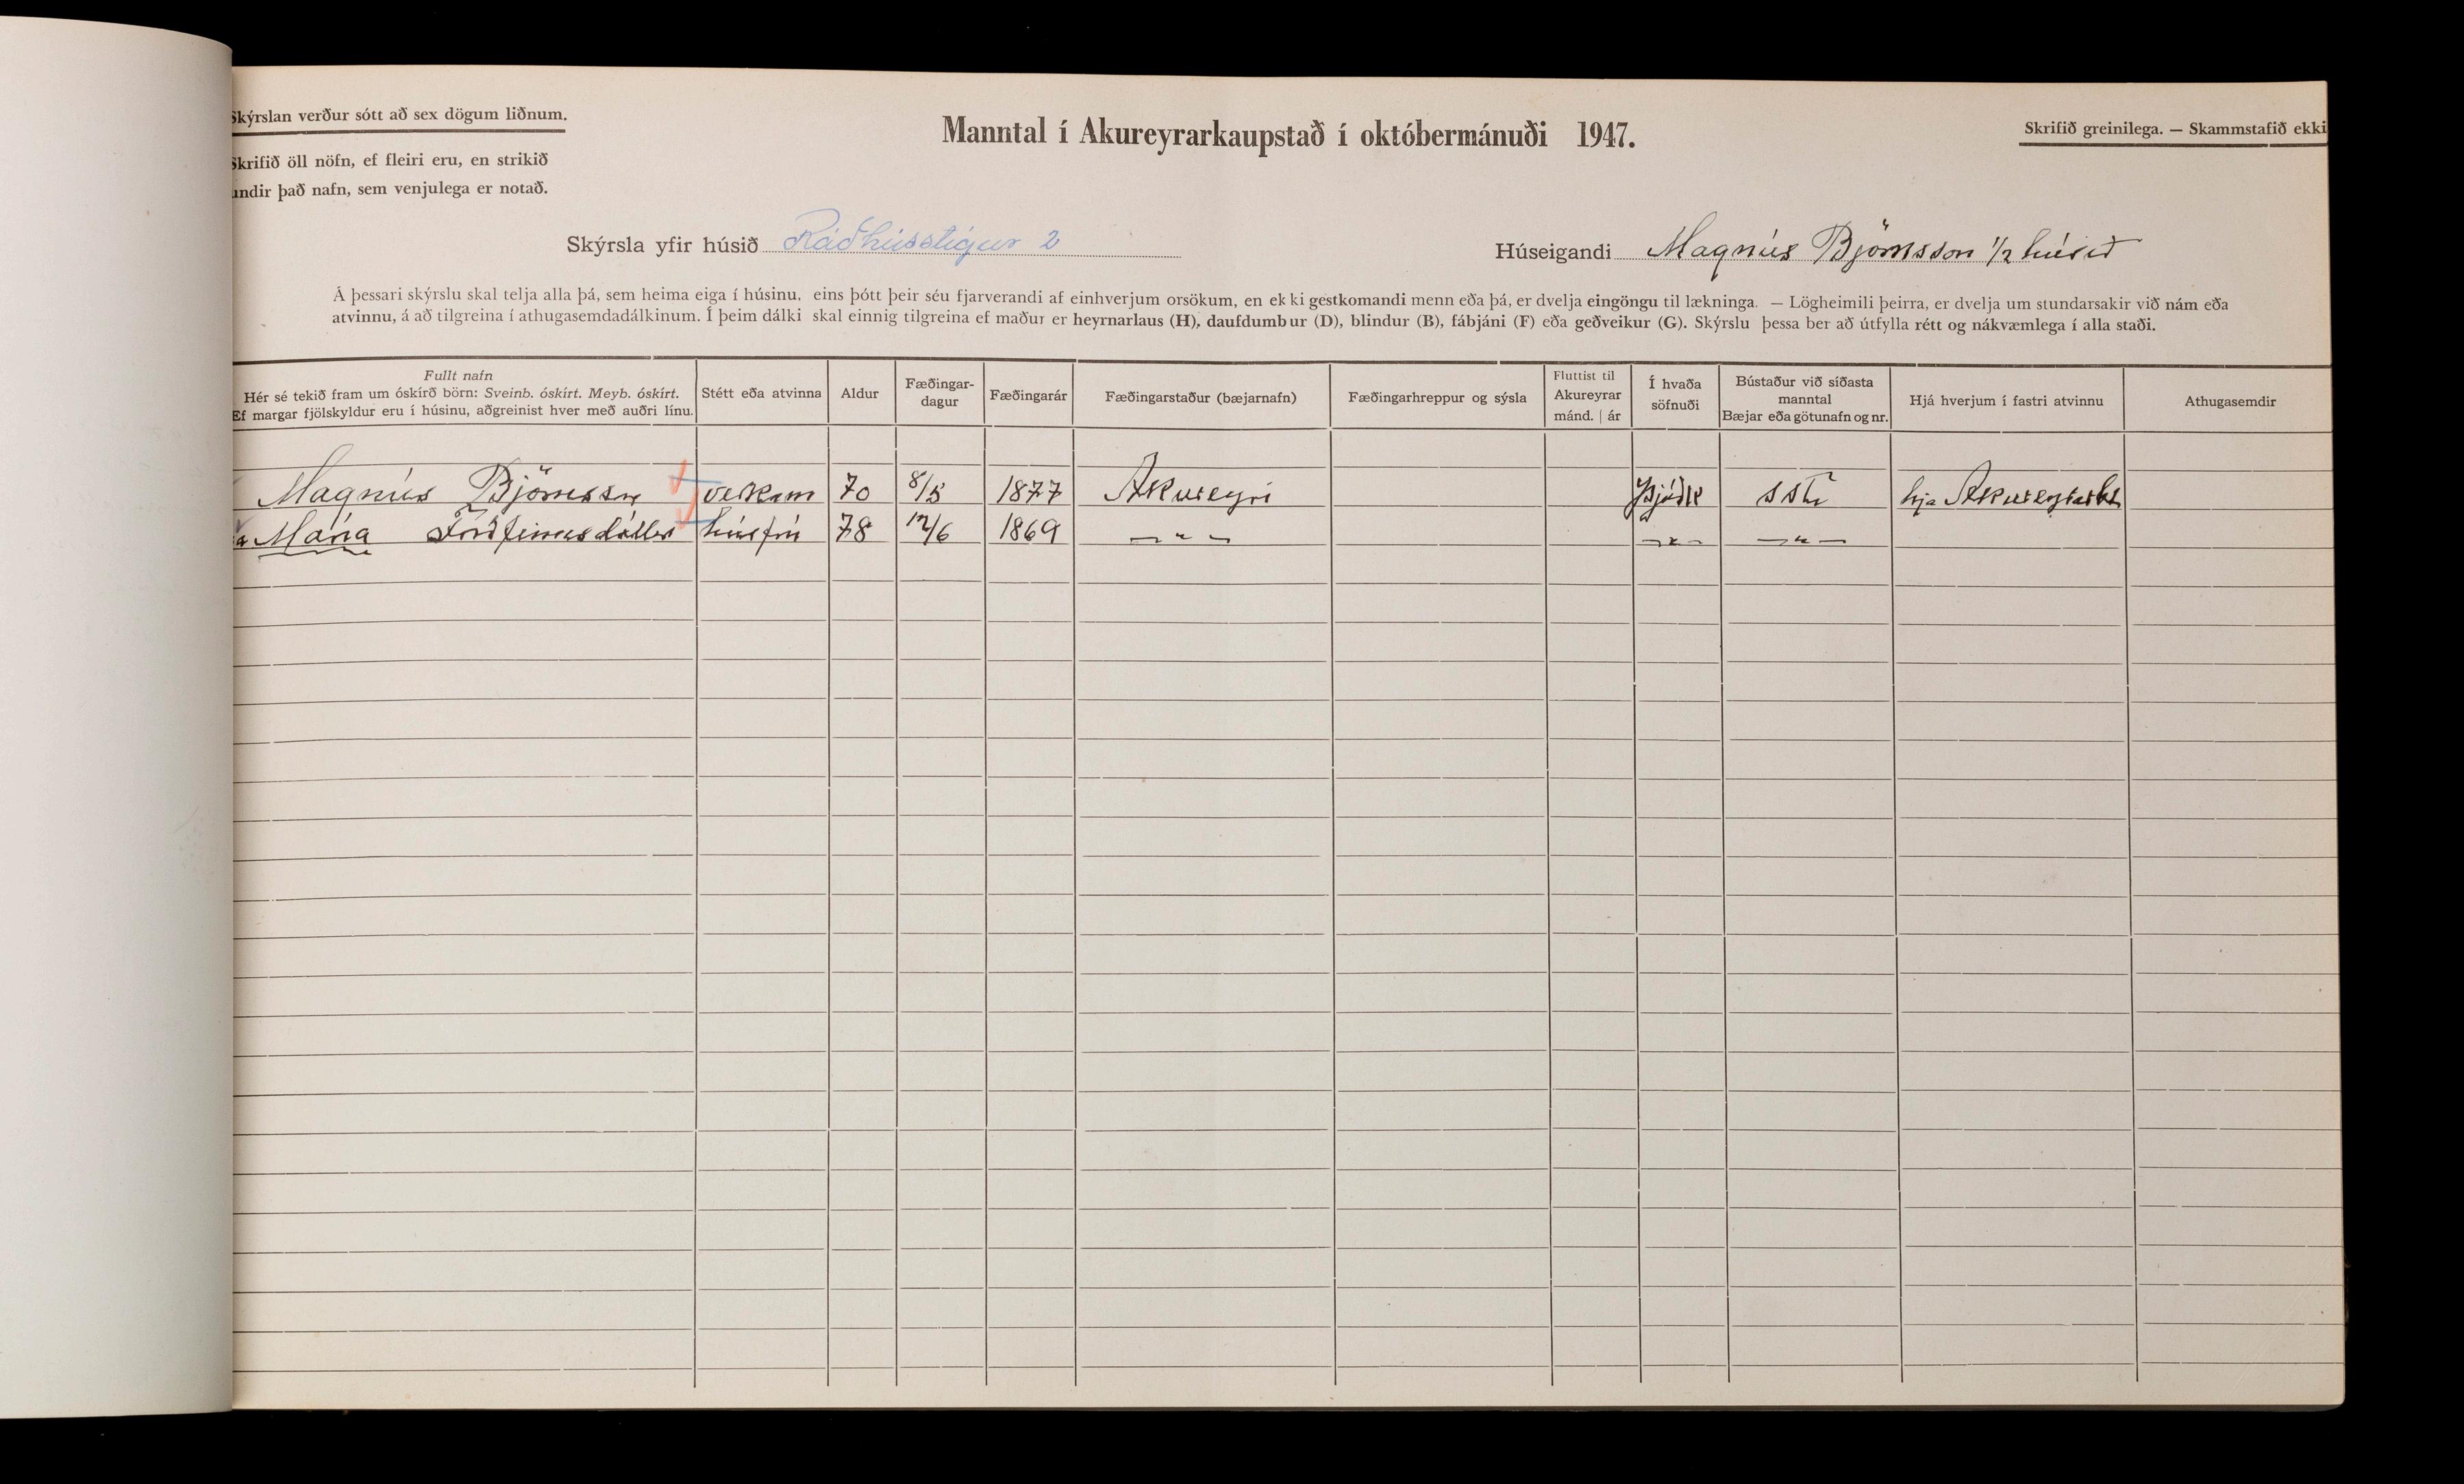 Skýrslan verður sótt að sex dögum liðnum.
Skrifið öll nöfn, ef fleiri eru, en strikið
undir það nafn, sem venjulega er notað.
Manntal í Akureyrarkaupstað í októbermánuði 1947.
Skrifið greinilega. — Skammstafið ekki
Skýrsla yfir húsið Ráðhússtígur 2
Húseigandi Magnús Björnsson 1/2 húsið
Á þessari skýrslu skal telja alla þá, sem heima eiga í húsinu, eins þótt þeir séu fjarverandi af einhverjum orsökum, en ekki gestkomandi menn eða þá, er dvelja eingöngu til lækninga. — Lögheimili þeirra, er dvelja um stundarsakir við nám eða
atvinnu, á að tilgreina í athugasemdadálkinum. Í þeim dálki skal einnig tilgreina ef maður er heyrnarlaus (H), daufdumbur (D), blindur (B), fábjáni (F) eða geðveikur (G). Skýrslu þessa ber að útfylla rétt og nákvæmlega í alla staði.
Fullt nafn
Hér sé tekið fram um óskírð börn: Sveinb. óskírt. Meyb. óskírt.
Ef margar fjölskyldur eru í húsinu, aðgreinist hver með auðri línu.
Stétt eða atvinna
Aldur
Fæðingar-
dagur
Fæðingarár
Fæðingarstaður (bæjarnafn)
Fæðingarhreppur og sýsla
Fluttist til
Akureyrar
mánd. | ár
Í hvaða
söfnuði
Bústaður við síðasta
manntal
Bæjar eða götunafn og nr.
Hjá hverjum í fastri atvinnu
Athugasemdir
Magnús Björnsson verkam 70 8/5 1877 Akureyri Þjóðk hja
María húsfrú 78 12/6 1869 — " — — " — — " —